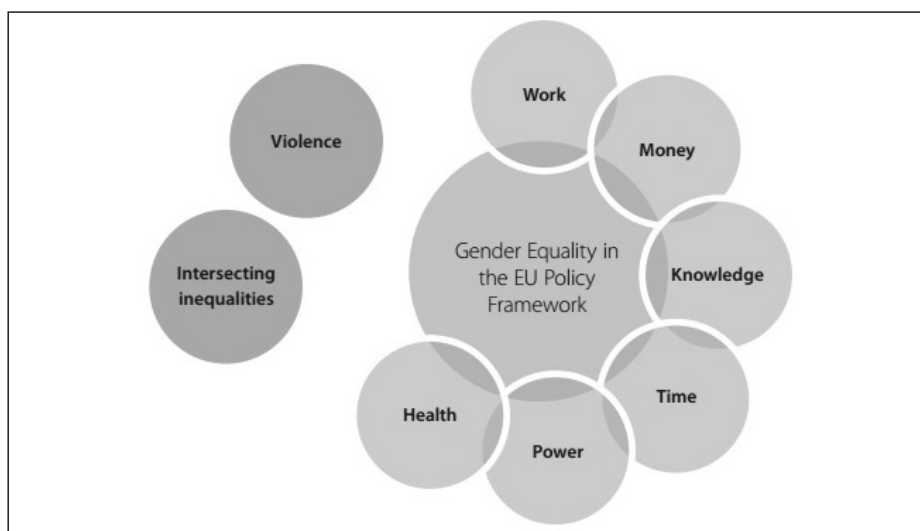 Work
Money
Knowledge
Time
Power
Health
Violence
Intersecting
inequalities
Gender Equality in
the EU Policy
Framework